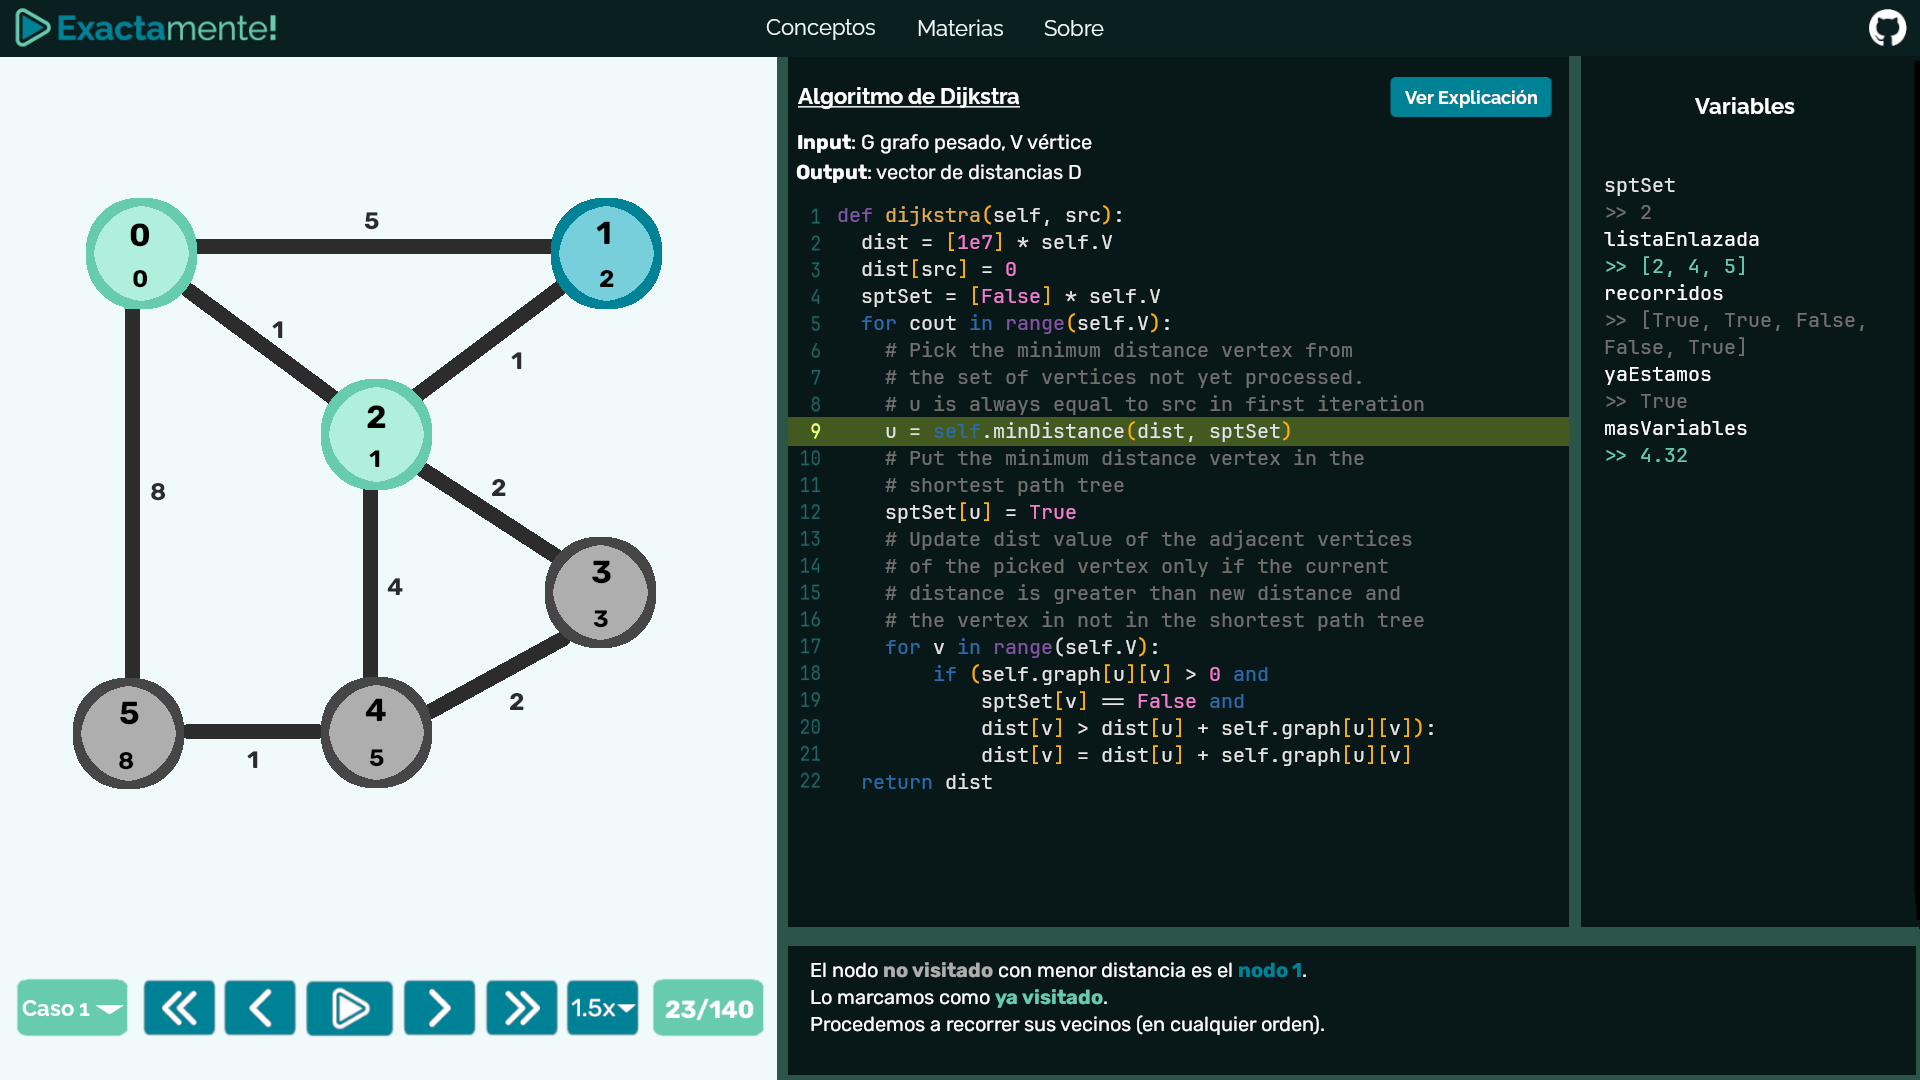 Exactamente!
Conceptos Materias Sobre
0
0
5
1
2
1
1
2
1
8
2
3
3
4
2
5
8
1
4
5
Caso 1
1.5x
23/140
Algoritmo de Dijkstra
Ver Explicación
Input: G grafo pesado, V vértice
Output: vector de distancias D
1 def dijkstra(self, src):
2 dist = [1e7] * self.V
3 dist[src] = 0
4 sptSet = [False] * self.V
5 for cout in range(self.V):
6 # Pick the minimum distance vertex from
7 # the set of vertices not yet processed.
8 # u is always equal to src in first iteration
9 u = self.minDistance(dist, sptSet)
10 # Put the minimum distance vertex in the
11 # shortest path tree
12 sptSet[u] = True
13 # Update dist value of the adjacent vertices
14 # of the picked vertex only if the current
15 # distance is greater than new distance and
16 # the vertex in not in the shortest path tree
17 for v in range(self.V):
18 if (self.graph[u][v] > 0 and
19 sptSet[v] == False and
20 dist[v] > dist[u] + self.graph[u][v]):
21 dist[v] = dist[u] + self.graph[u][v]
22 return dist
Variables
sptSet
>> 2
listaEnlazada
>> [2, 4, 5]
recorridos
>> [True, True, False,
False, True]
yaEstamos
>> True
masVariables
>> 4.32
El nodo no visitado con menor distancia es el nodo 1.
Lo marcamos como ya visitado.
Procedemos a recorrer sus vecinos (en cualquier orden).